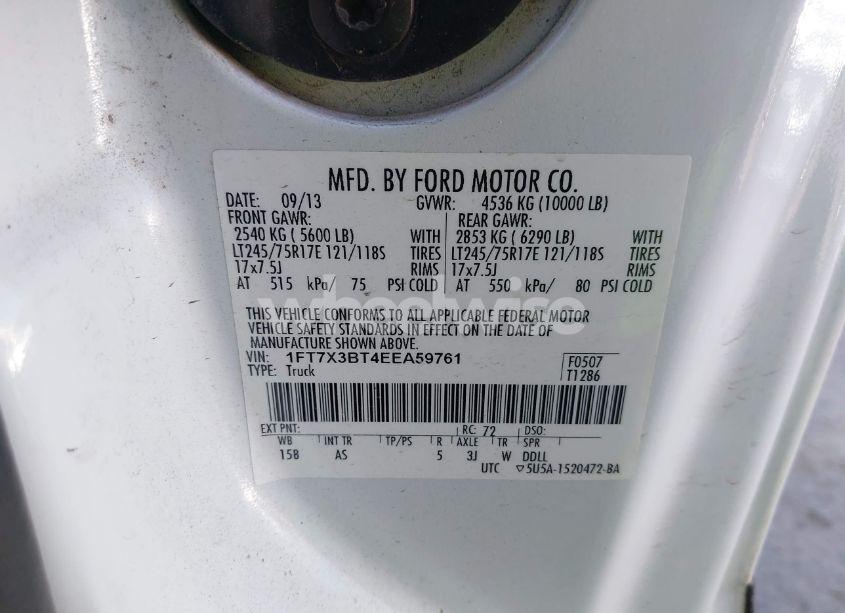 MFD. BY FORD MOTOR CO.
DATE: 09/13 GVWR: 4536 KG (10000 LB)
FRONT GAWR: REAR GAWR:
2540 KG ( 5600 LB) WITH 2853 KG ( 6290 LB) WITH
LT245/75R17E 121/118S TIRES LT245/75R17E 121/118S TIRES
17x7.5J RIMS 17x7.5J RIMS
AT 515 kPa/ 75 PSI COLD AT 550 kPa/ 80 PSI COLD
wheelwise
THIS VEHICLE CONFORMS TO ALL APPLICABLE FEDERAL MOTOR
VEHICLE SAFETY STANDARDS IN EFFECT ON THE DATE OF
MANUFACTURE SHOWN ABOVE.
VIN: 1FT7X3BT4EEA59761 F0507
TYPE: Truck T1286
EXT PNT: RC: 72 DSO:
WB INT TR TP/PS R AXLE TR SPR
158 AS 5 3J W DDLL
UTC ▽5U5A-1520472-BA